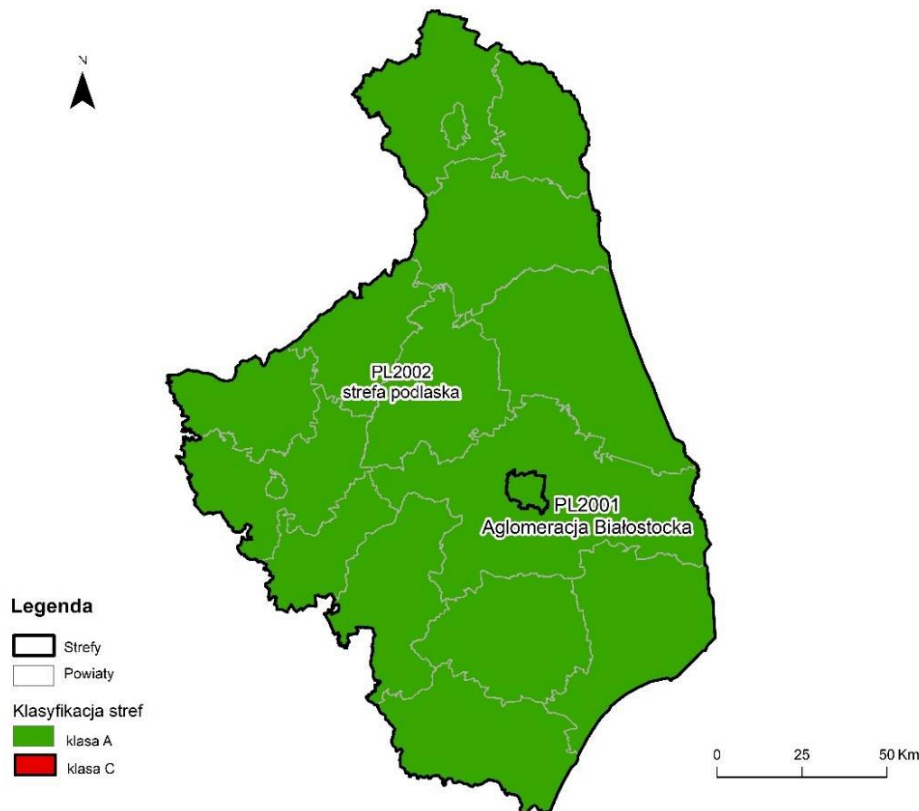 N
PL2002
strefa podlaska
PL2001
Aglomeracja Białostocka
Legenda
Strefy
Powiaty
Klasyfikacja stref
klasa A
klasa C
0 25 50 Km